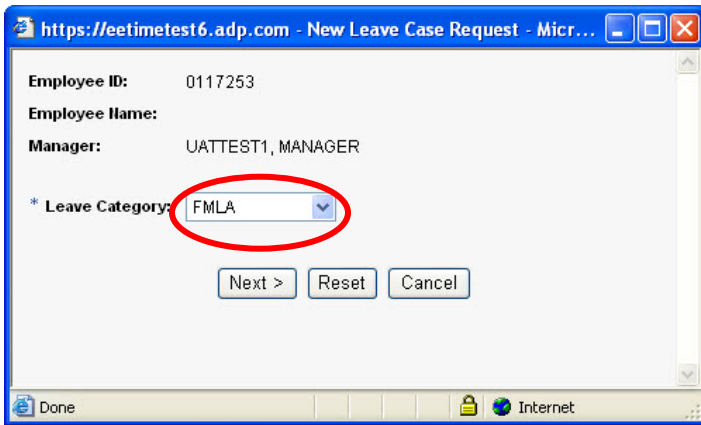 https://eetimetest6.adp.com - New Leave Case Request - Micr...
Employee ID: 0117253
Employee Name:
Manager: UATTEST1, MANAGER
* Leave Category: FMLA
Next > Reset Cancel
Done Internet